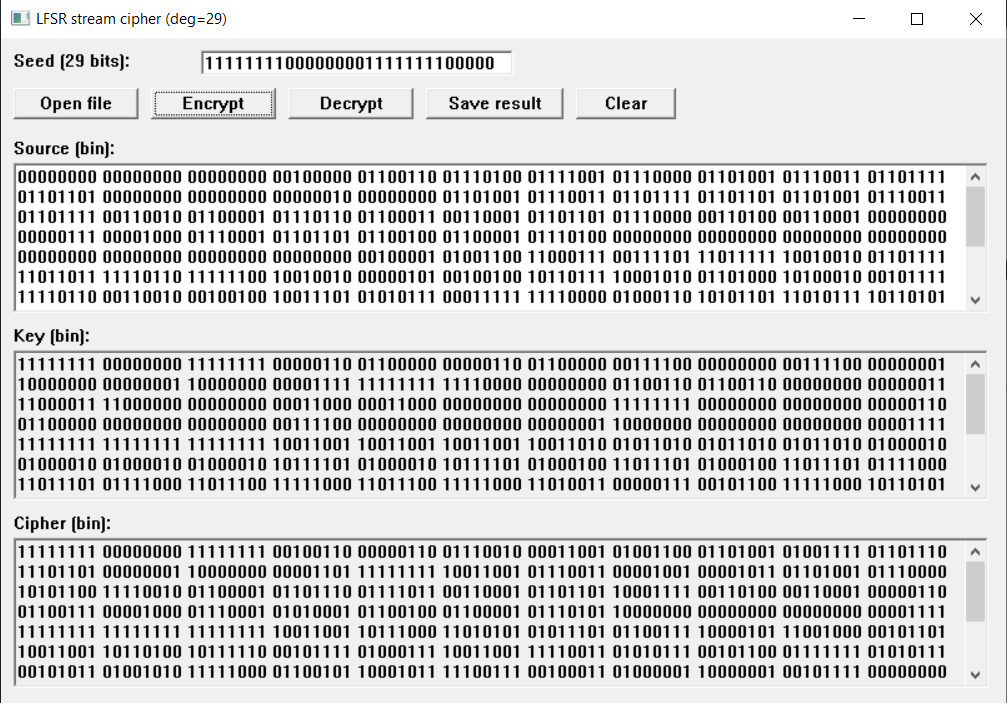 LFSR stream cipher (deg=29)
Seed (29 bits):
11111111000000001111111100000
Open file
Encrypt
Decrypt
Save result
Clear
Source (bin):
00000000 00000000 00000000 00100000 01100110 01110100 01111001 01110000 01101001 01110011 01101111
01101101 00000000 00000000 00000010 00000000 01101001 01110011 01101111 01101101 01101001 01110011
01101111 00110010 01100001 01110110 01100011 00110001 01101101 01110000 00110100 00110001 00000000
00000111 00001000 01110001 01101101 01100100 01100001 01110100 00000000 00000000 00000000 00000000
00000000 00000000 00000000 00000000 00100001 01001100 11000111 00111101 11011111 10010010 01101111
11011011 11110110 11111100 10010010 00000101 00100100 10110111 10001010 01101000 10100010 00101111
11110110 00110010 00100100 10011101 01010111 00011111 11110000 01000110 10101101 11010111 10110101
Key (bin):
11111111 00000000 11111111 00000110 01100000 00000110 01100000 00111100 00000000 00111100 00000001
10000000 00000001 10000000 00001111 11111111 11110000 00000000 01100110 01100110 00000000 00000011
11000011 11000000 00000000 00011000 00011000 00000000 00000000 11111111 00000000 00000000 00000110
01100000 00000000 00111100 00000000 00000000 00000001 10000000 00000000 00000000 00001111
11111111 11111111 11111111 10011001 10011001 10011001 10011010 01011010 01011010 01011010 01000010
01000010 01000010 01000010 10111101 01000010 10111101 01000100 11011101 01000100 11011101 01111000
11011101 01111000 11011100 11111000 11011100 11111000 11010011 00000111 00101100 11111000 10110101
Cipher (bin):
11111111 00000000 11111111 00100110 00000110 01110010 00011001 01001100 01101001 01001111 01101110
11101101 00000001 10000000 00001101 11111111 10011001 01110011 00001001 00001011 01101001 01110000
10101100 11110010 01100001 01101110 01111011 00110001 01101101 10001111 00110100 00110001 00000110
01100111 00001000 01110001 01010001 01100100 01100001 01110101 10000000 00000000 00000000 00001111
11111111 11111111 11111111 10011001 10111000 11010101 01011101 01100111 10000101 11001000 00101101
10011001 10110100 10111110 00101111 01000111 10011001 11110011 01010111 00101100 01111111 01010111
00101011 01001010 11111000 01100101 10001011 11100111 00100011 01000001 10000001 00101111 00000000